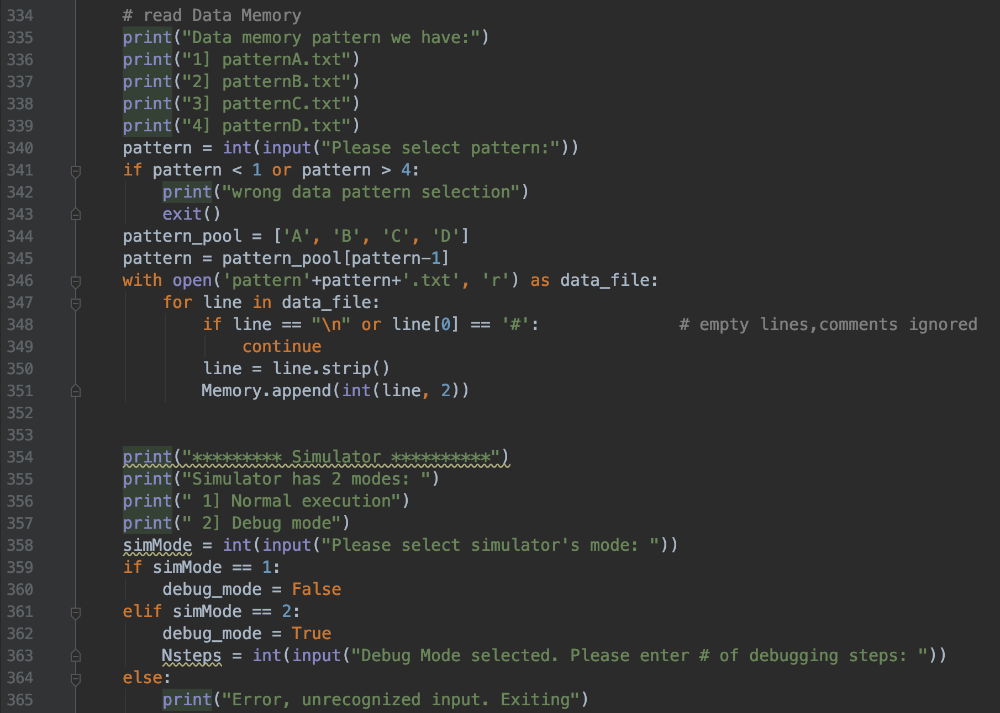 334 # read Data Memory
335 print("Data memory pattern we have:")
336 print("1] patternA.txt")
337 print("2] patternB.txt")
338 print("3] patternC.txt")
339 print("4] patternD.txt")
340 pattern = int(input("Please select pattern:"))
341 if pattern < 1 or pattern > 4:
342     print("wrong data pattern selection")
343     exit()
344 pattern_pool = ['A', 'B', 'C', 'D']
345 pattern = pattern_pool[pattern-1]
346 with open('pattern'+pattern+'.txt', 'r') as data_file:
347     for line in data_file:
348         if line == "\n" or line[0] == '#':              # empty lines,comments ignored
349             continue
350         line = line.strip()
351         Memory.append(int(line, 2))
352
353
354 print("********* Simulator **********")
355 print("Simulator has 2 modes: ")
356 print(" 1] Normal execution")
357 print(" 2] Debug mode")
358 simMode = int(input("Please select simulator's mode: "))
359 if simMode == 1:
360     debug_mode = False
361 elif simMode == 2:
362     debug_mode = True
363     Nsteps = int(input("Debug Mode selected. Please enter # of debugging steps: "))
364 else:
365     print("Error, unrecognized input. Exiting")